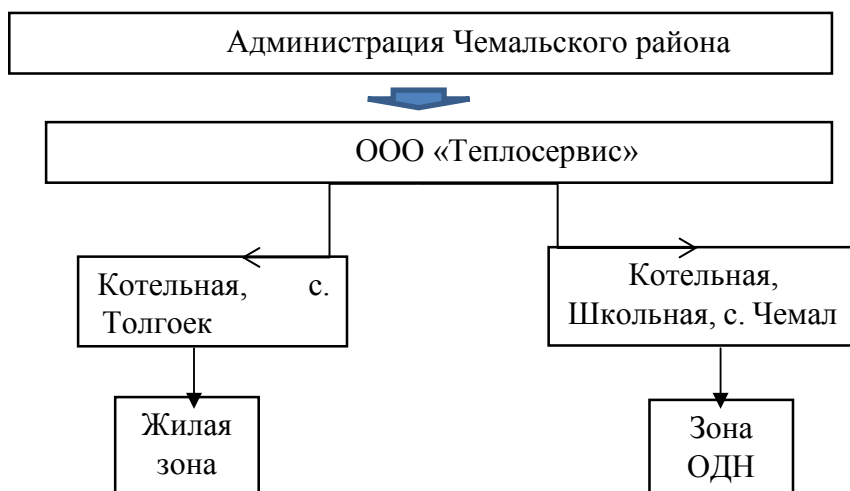 Администрация Чемальского района
ООО «Теплосервис»
Котельная, с.
Толгоек
Котельная,
Школьная, с. Чемал
Жилая
зона
Зона
ОДН